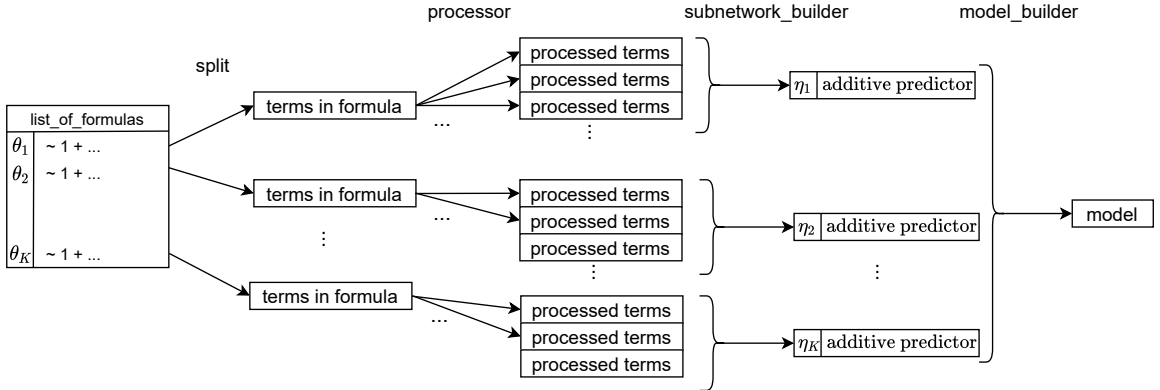 processor subnetwork_builder model_builder
split
list_of_formulas
θ₁ ~ 1 + ...
θ₂ ~ 1 + ...
θ_K ~ 1 + ...
terms in formula
...
processed terms
processed terms
processed terms
⋮
η₁ additive predictor
terms in formula
...
⋮
processed terms
processed terms
processed terms
⋮
η₂ additive predictor
⋮
terms in formula
...
processed terms
processed terms
processed terms
η_K additive predictor
model